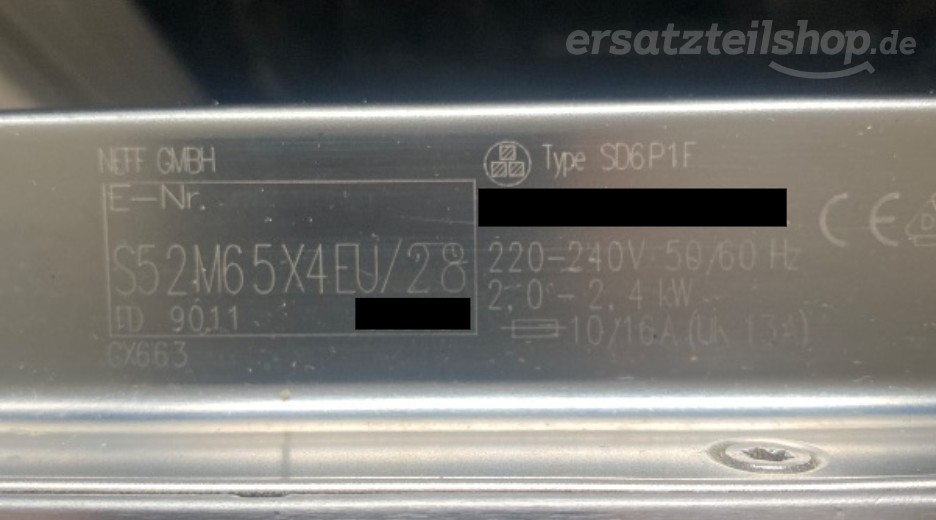 ersatzteilshop.de
NEFF GMBH
Type SD6P1F
E-Nr.
S52M65X4EU/28
FD 9011
GX663
220-240V 50/60 Hz
2,0-2,4 kW
10/16A (UK 13A)
CE